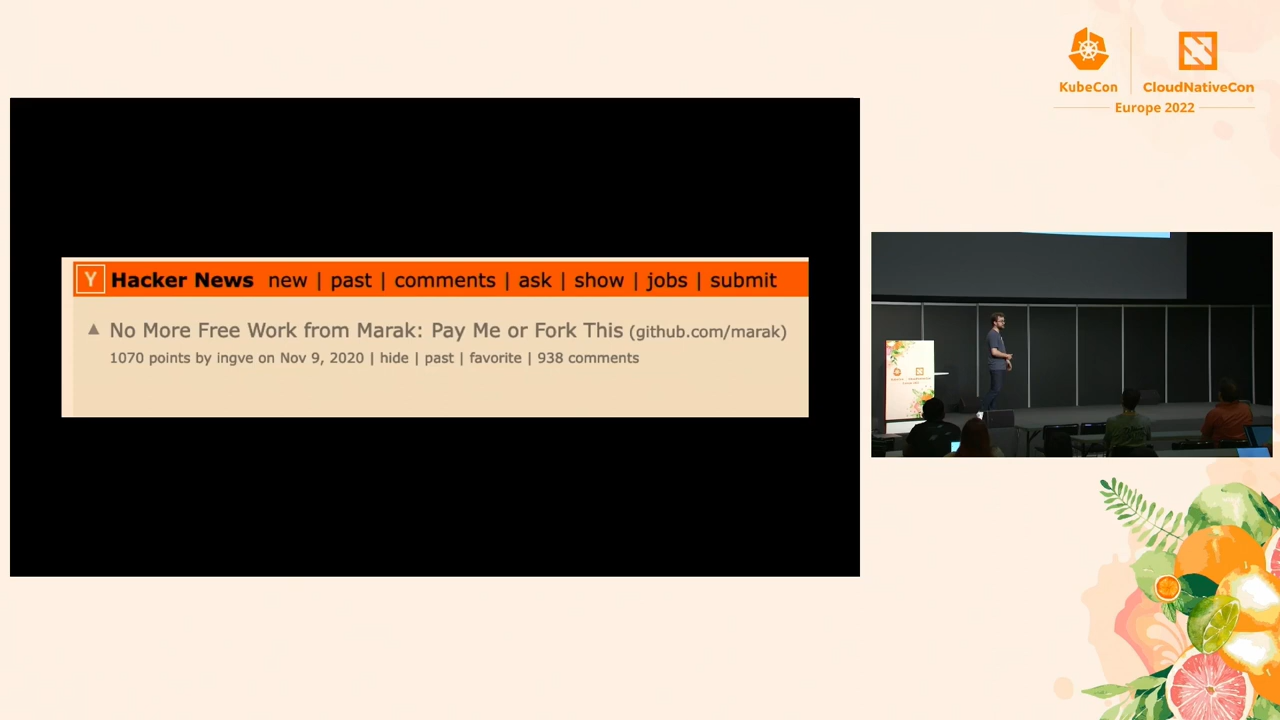 KubeCon
CloudNativeCon
Europe 2022
Y Hacker News new | past | comments | ask | show | jobs | submit
▲ No More Free Work from Marak: Pay Me or Fork This (github.com/marak)
1070 points by ingve on Nov 9, 2020 | hide | past | favorite | 938 comments